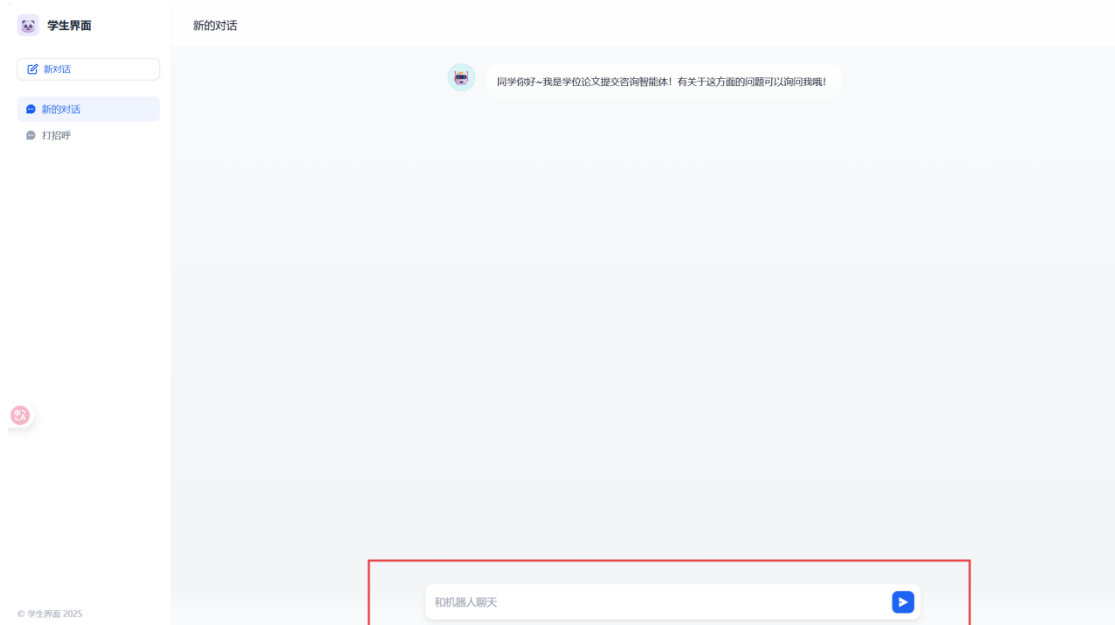 学生界面
新的对话
新对话
新的对话
打招呼
同学你好~我是学位论文提交咨询智能体！有关于这方面的问题可以询问我哦！
和机器人聊天
© 学生界面 2025